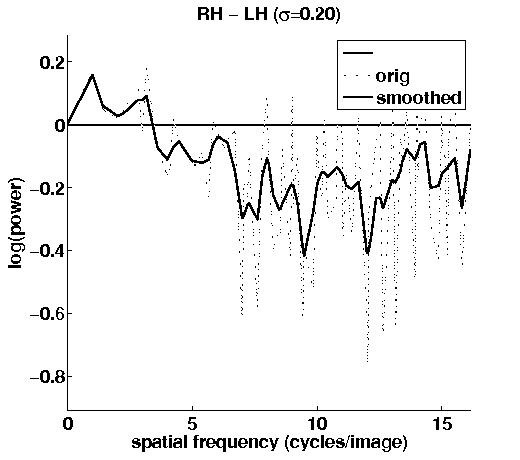 RH − LH (σ=0.20)
orig
smoothed
0.2
0
−0.2
−0.4
−0.6
−0.8
log(power)
0
5
10
15
spatial frequency (cycles/image)